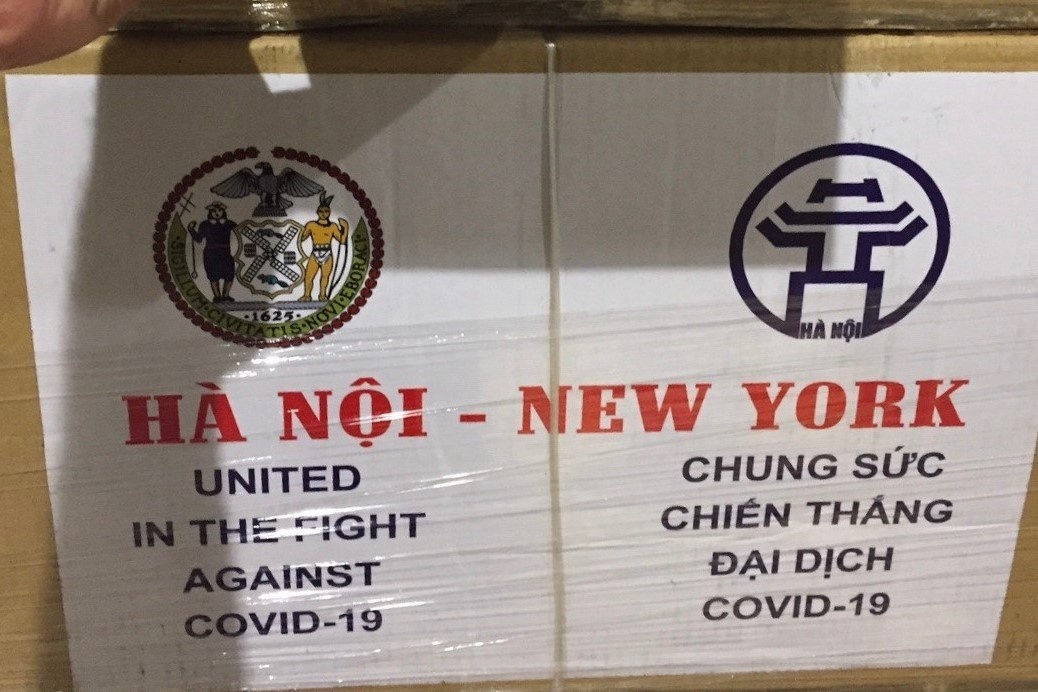 SIGILLUM·CIVITATIS·NOVI·EBORACI
·1625·
HÀ NỘI
HÀ NỘI - NEW YORK
UNITED
IN THE FIGHT
AGAINST
COVID-19
CHUNG SỨC
CHIẾN THẮNG
ĐẠI DỊCH
COVID-19